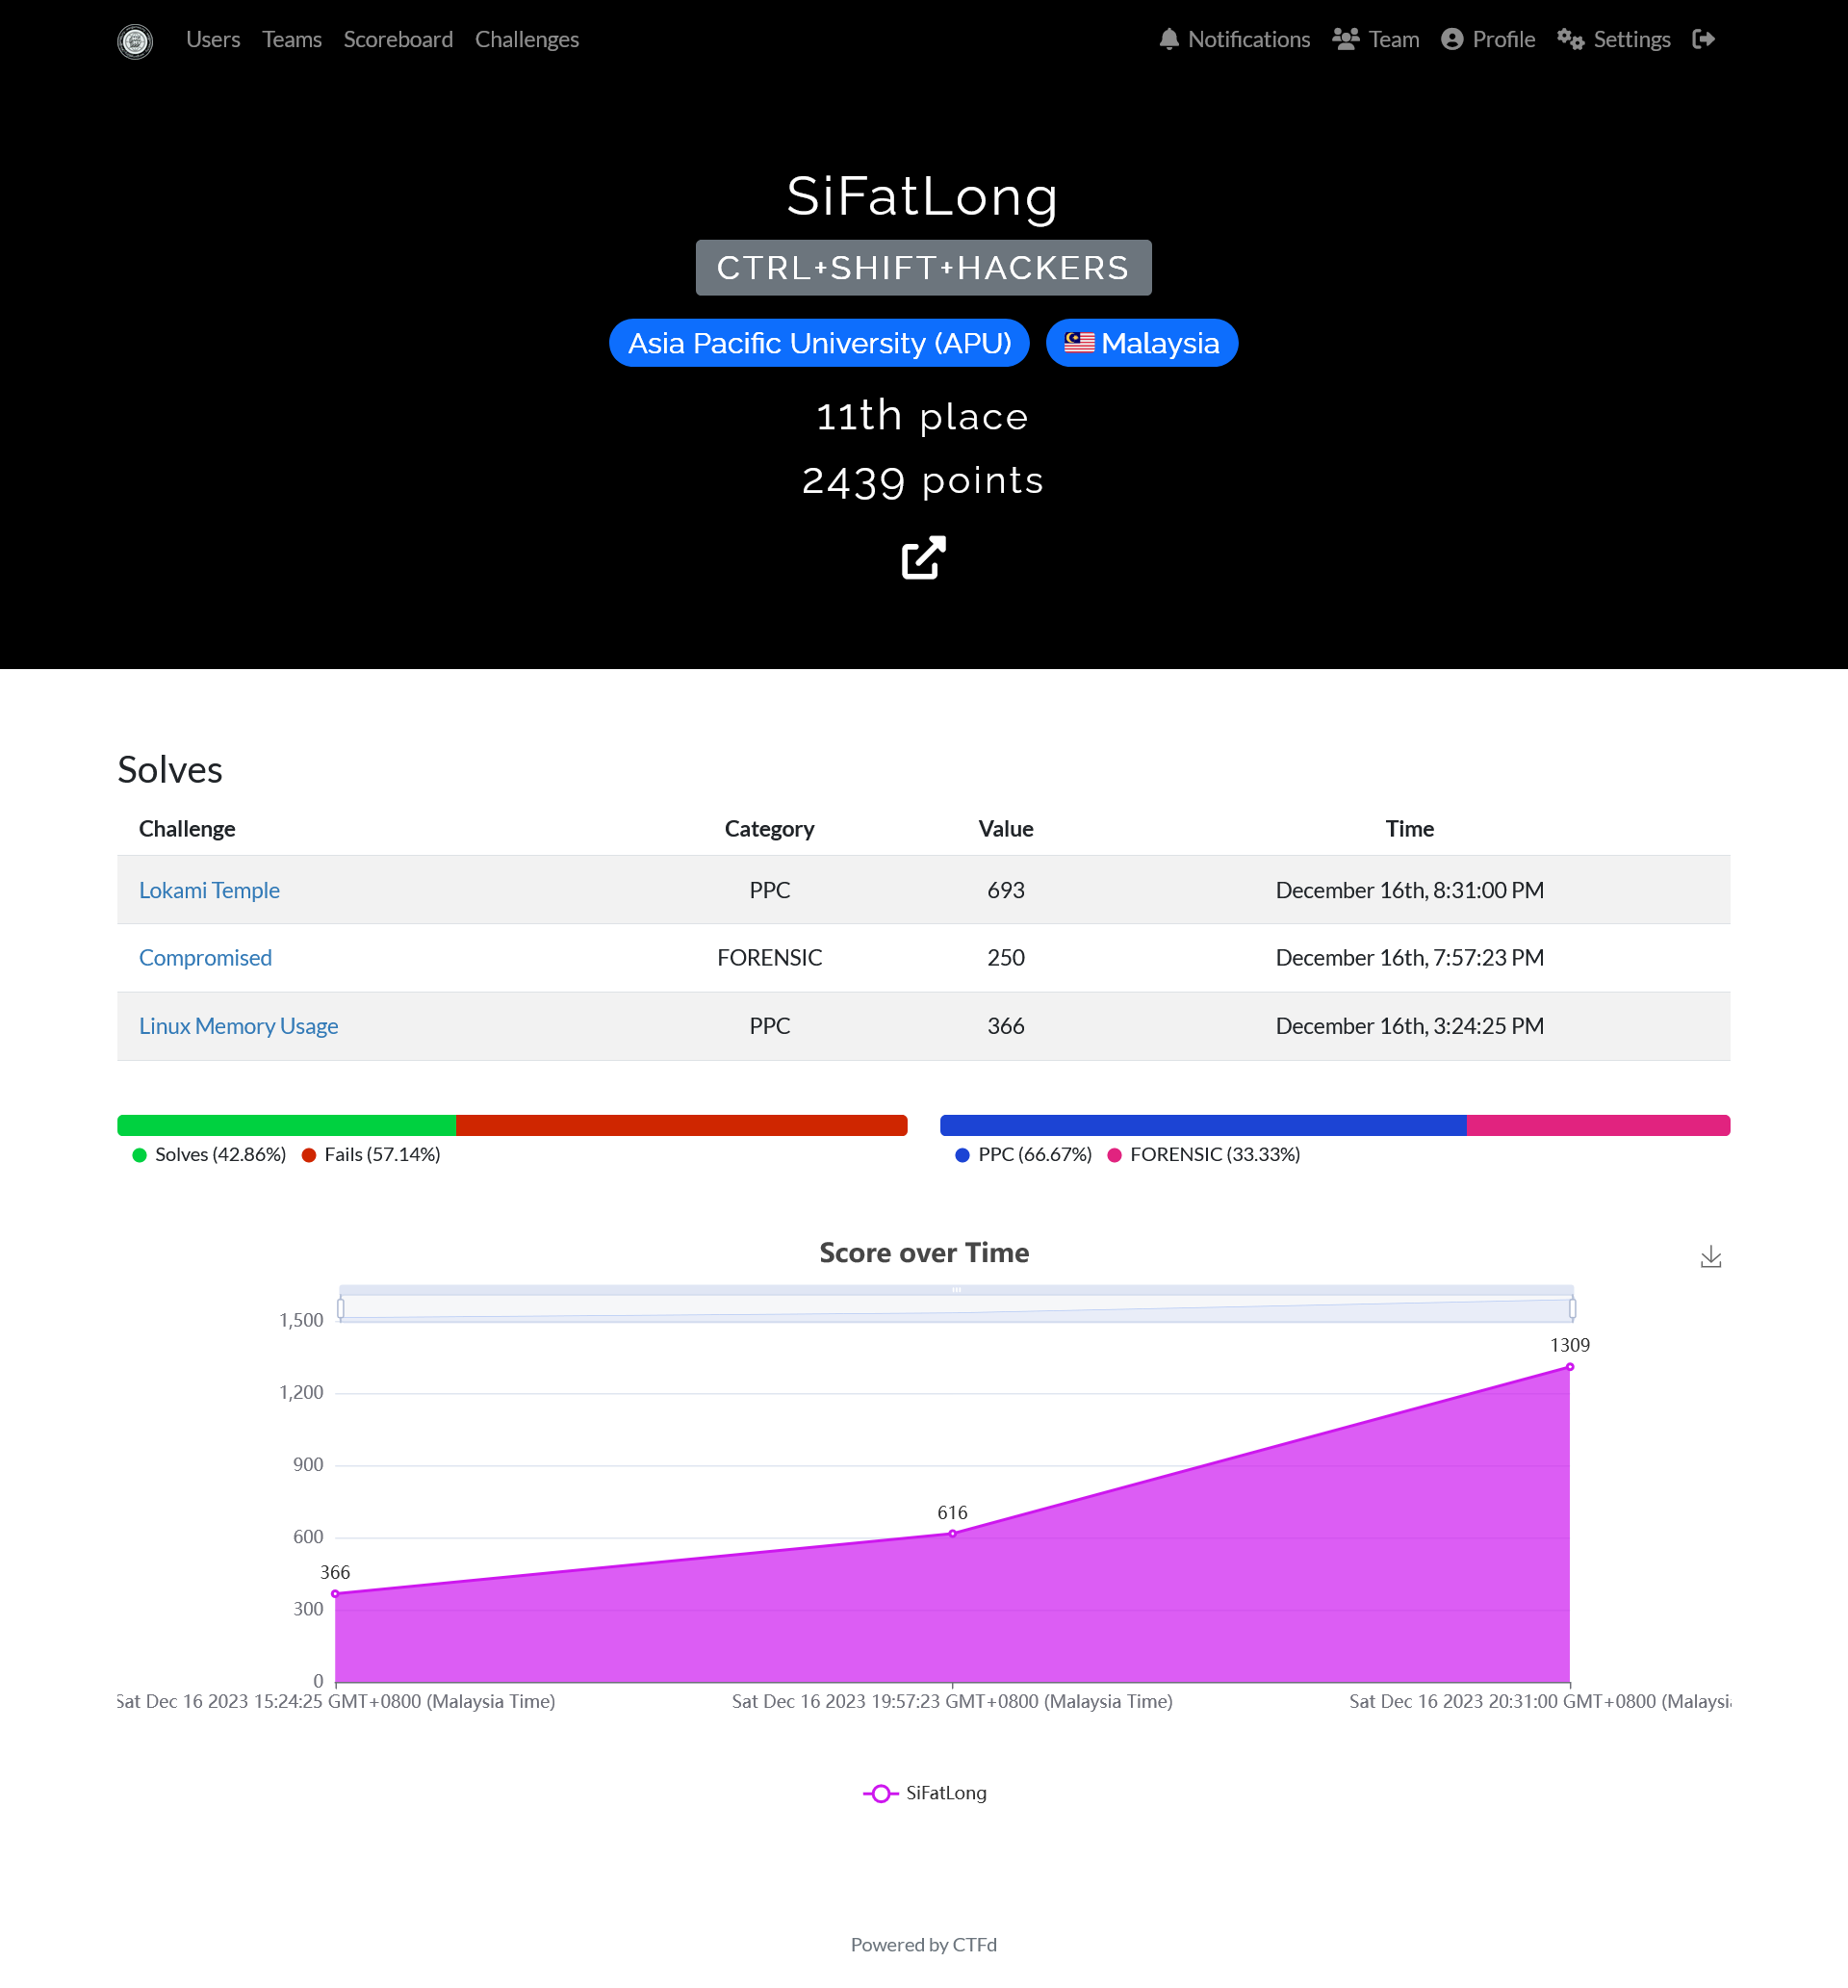 Users Teams Scoreboard Challenges Notifications Team Profile Settings
SiFatLong
CTRL+SHIFT+HACKERS
Asia Pacific University (APU) Malaysia
11th place
2439 points
Solves
Challenge Category Value Time
Lokami Temple PPC 693 December 16th, 8:31:00 PM
Compromised FORENSIC 250 December 16th, 7:57:23 PM
Linux Memory Usage PPC 366 December 16th, 3:24:25 PM
Solves (42.86%) Fails (57.14%) PPC (66.67%) FORENSIC (33.33%)
Score over Time
1,500
1309
1,200
900
616
600
366
300
0
Sat Dec 16 2023 15:24:25 GMT+0800 (Malaysia Time) Sat Dec 16 2023 19:57:23 GMT+0800 (Malaysia Time) Sat Dec 16 2023 20:31:00 GMT+0800 (Malaysi
SiFatLong
Powered by CTFd